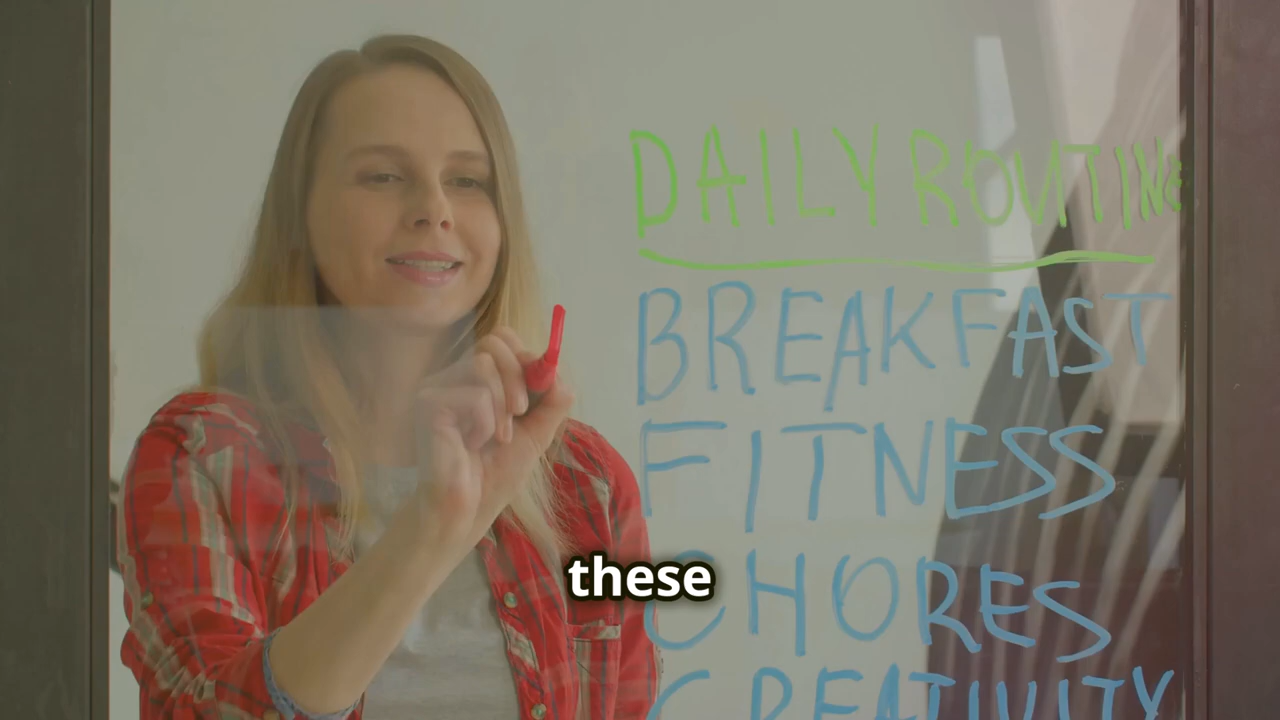 DAILY ROUTINE
BREAKFAST
FITNESS
these
CHORES
CREATIVITY